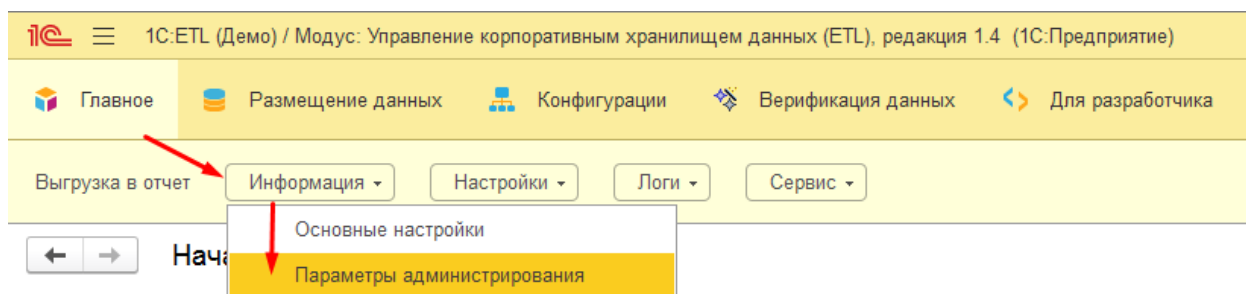 1С:ETL (Демо) / Модус: Управление корпоративным хранилищем данных (ETL), редакция 1.4 (1С:Предприятие)
Главное Размещение данных Конфигурации Верификация данных Для разработчика
Выгрузка в отчет Информация Настройки Логи Сервис
Основные настройки
Нача
Параметры администрирования